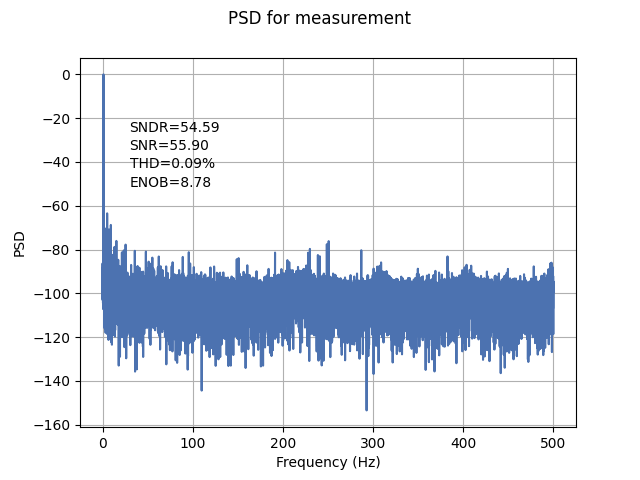 PSD for measurement
0
−20
−40
−60
−80
−100
−120
−140
−160
PSD
SNDR=54.59
SNR=55.90
THD=0.09%
ENOB=8.78
0 100 200 300 400 500
Frequency (Hz)